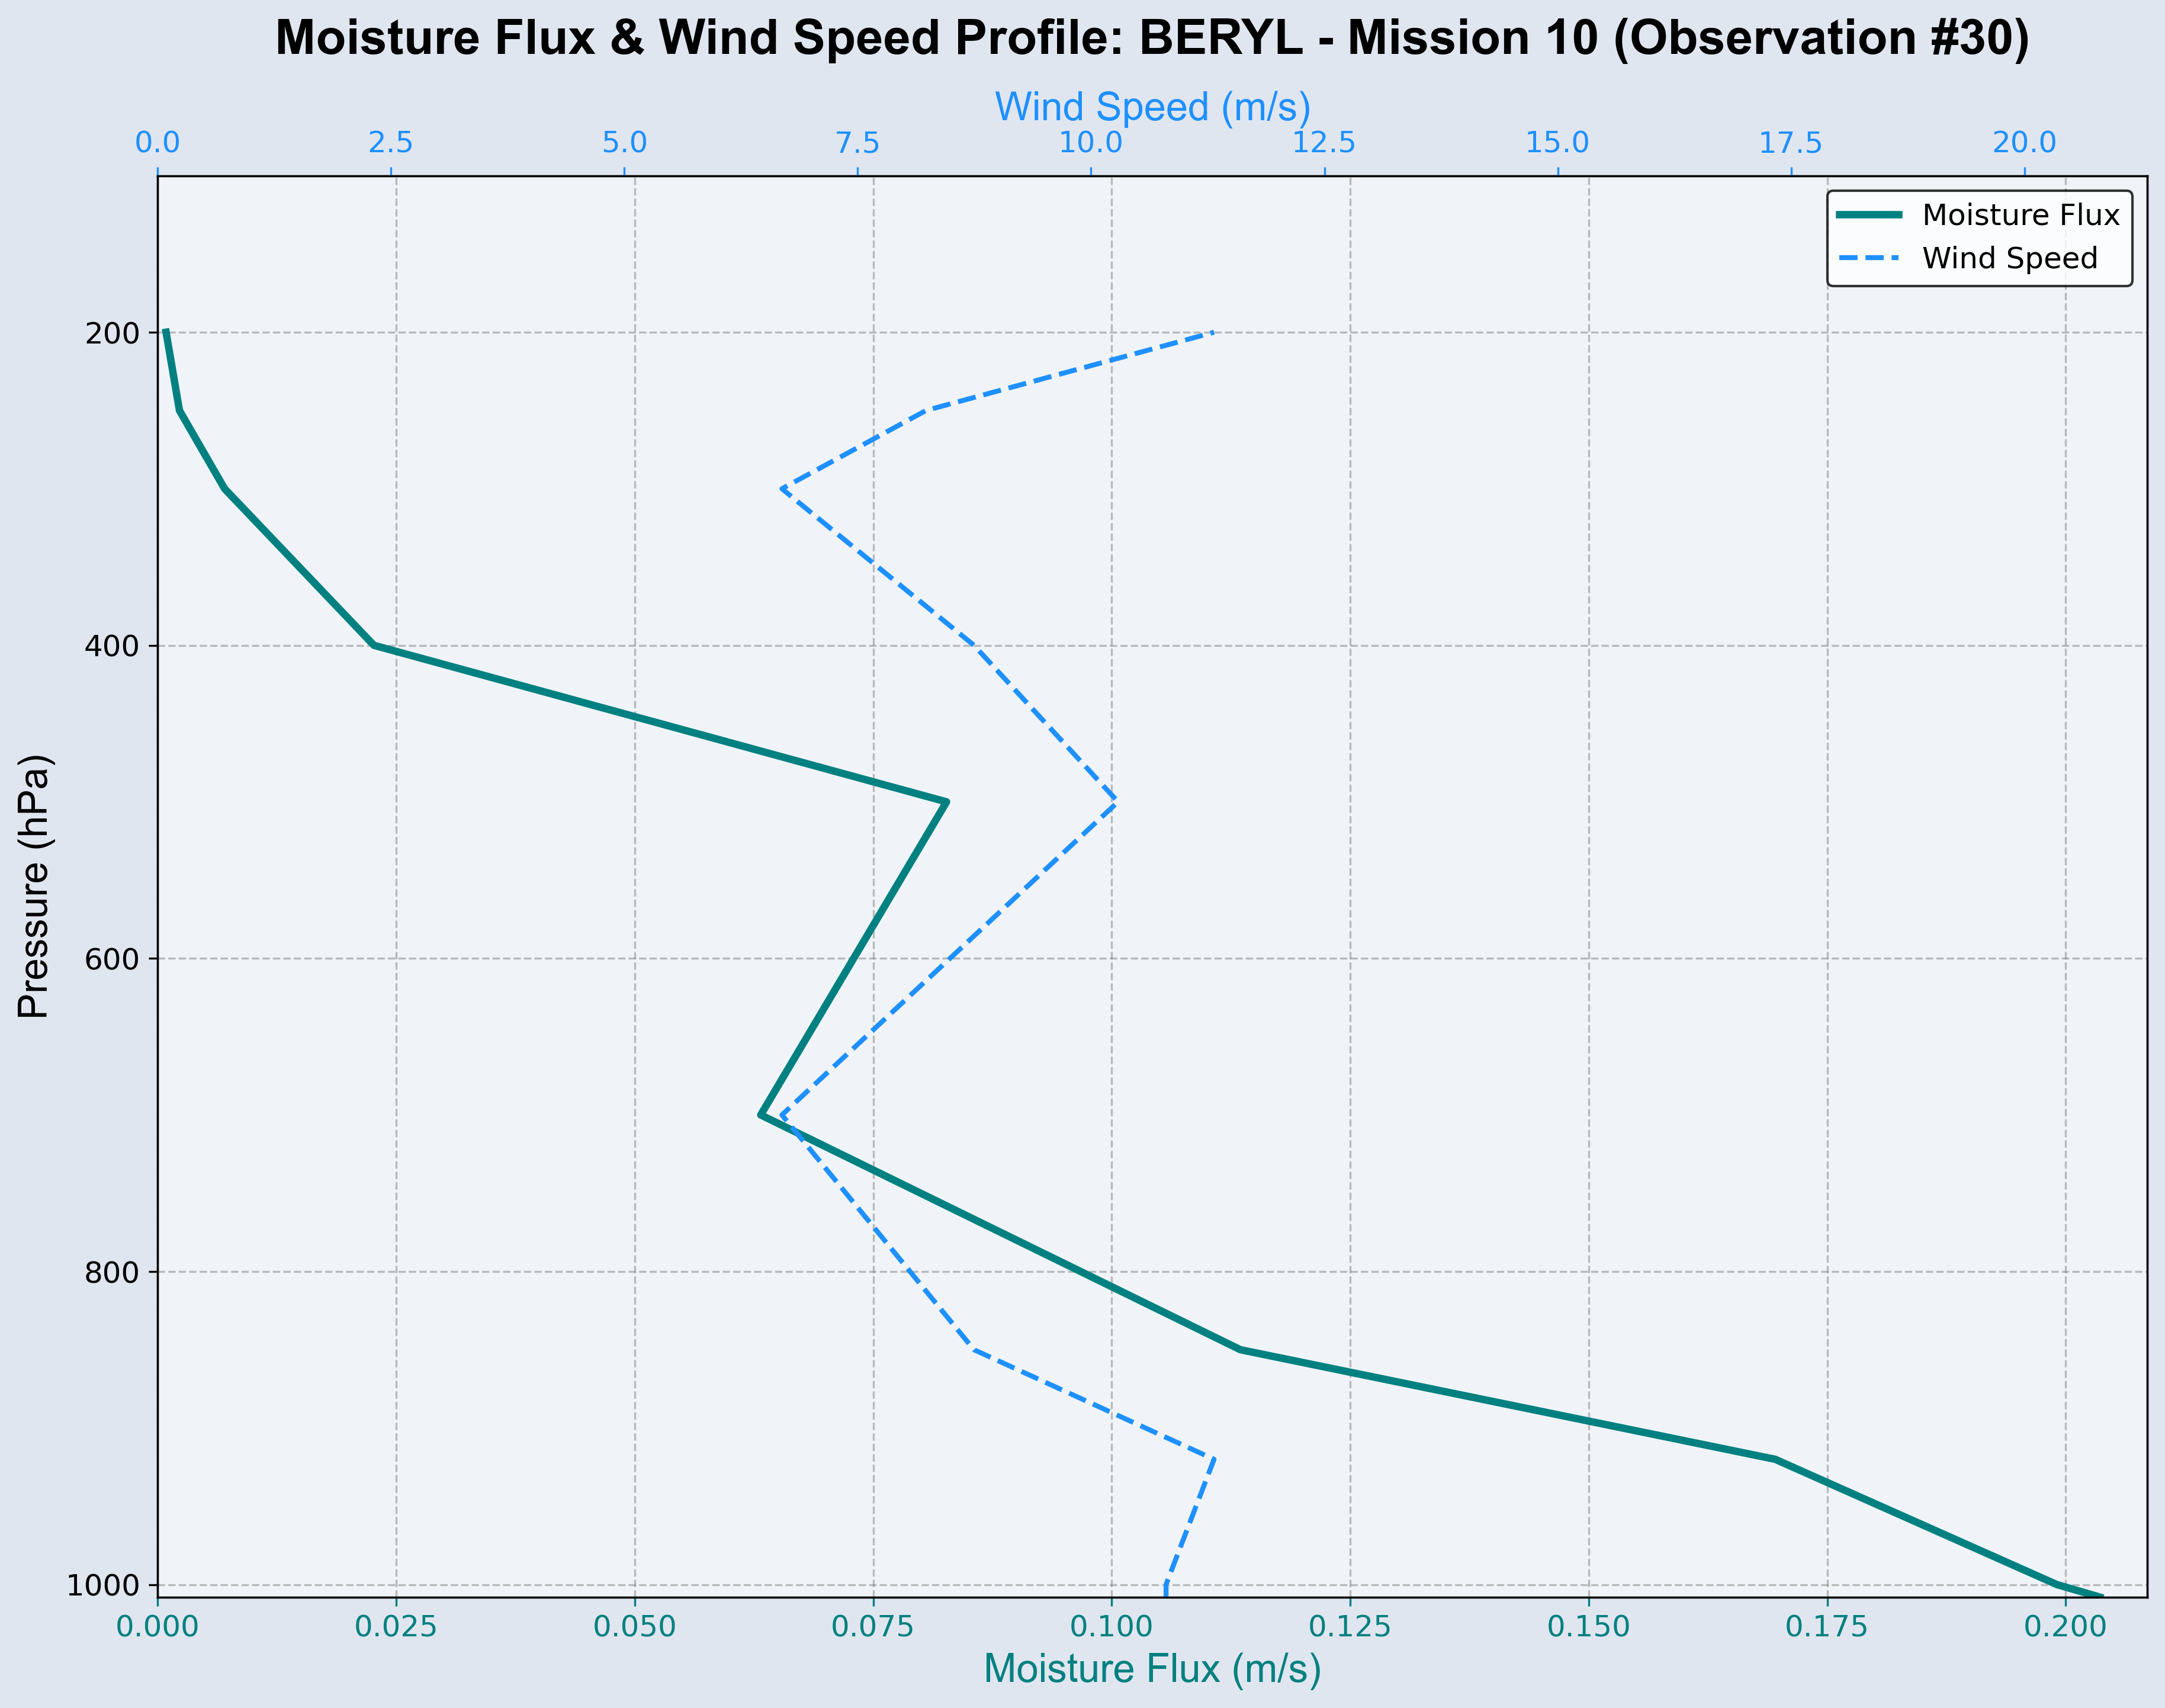 Moisture Flux & Wind Speed Profile: BERYL - Mission 10 (Observation #30)
Wind Speed (m/s)
0.0 2.5 5.0 7.5 10.0 12.5 15.0 17.5 20.0
Moisture Flux
Wind Speed
200
400
600
800
1000
Pressure (hPa)
0.000 0.025 0.050 0.075 0.100 0.125 0.150 0.175 0.200
Moisture Flux (m/s)